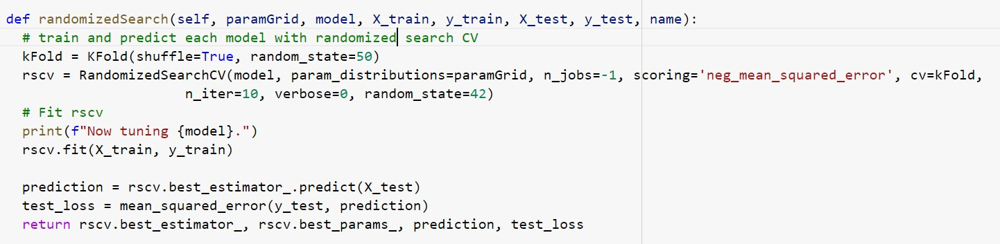 def randomizedSearch(self, paramGrid, model, X_train, y_train, X_test, y_test, name):
# train and predict each model with randomized search CV
kFold = KFold(shuffle=True, random_state=50)
rscv = RandomizedSearchCV(model, param_distributions=paramGrid, n_jobs=-1, scoring='neg_mean_squared_error', cv=kFold,
n_iter=10, verbose=0, random_state=42)
# Fit rscv
print(f"Now tuning {model}.")
rscv.fit(X_train, y_train)
prediction = rscv.best_estimator_.predict(X_test)
test_loss = mean_squared_error(y_test, prediction)
return rscv.best_estimator_, rscv.best_params_, prediction, test_loss